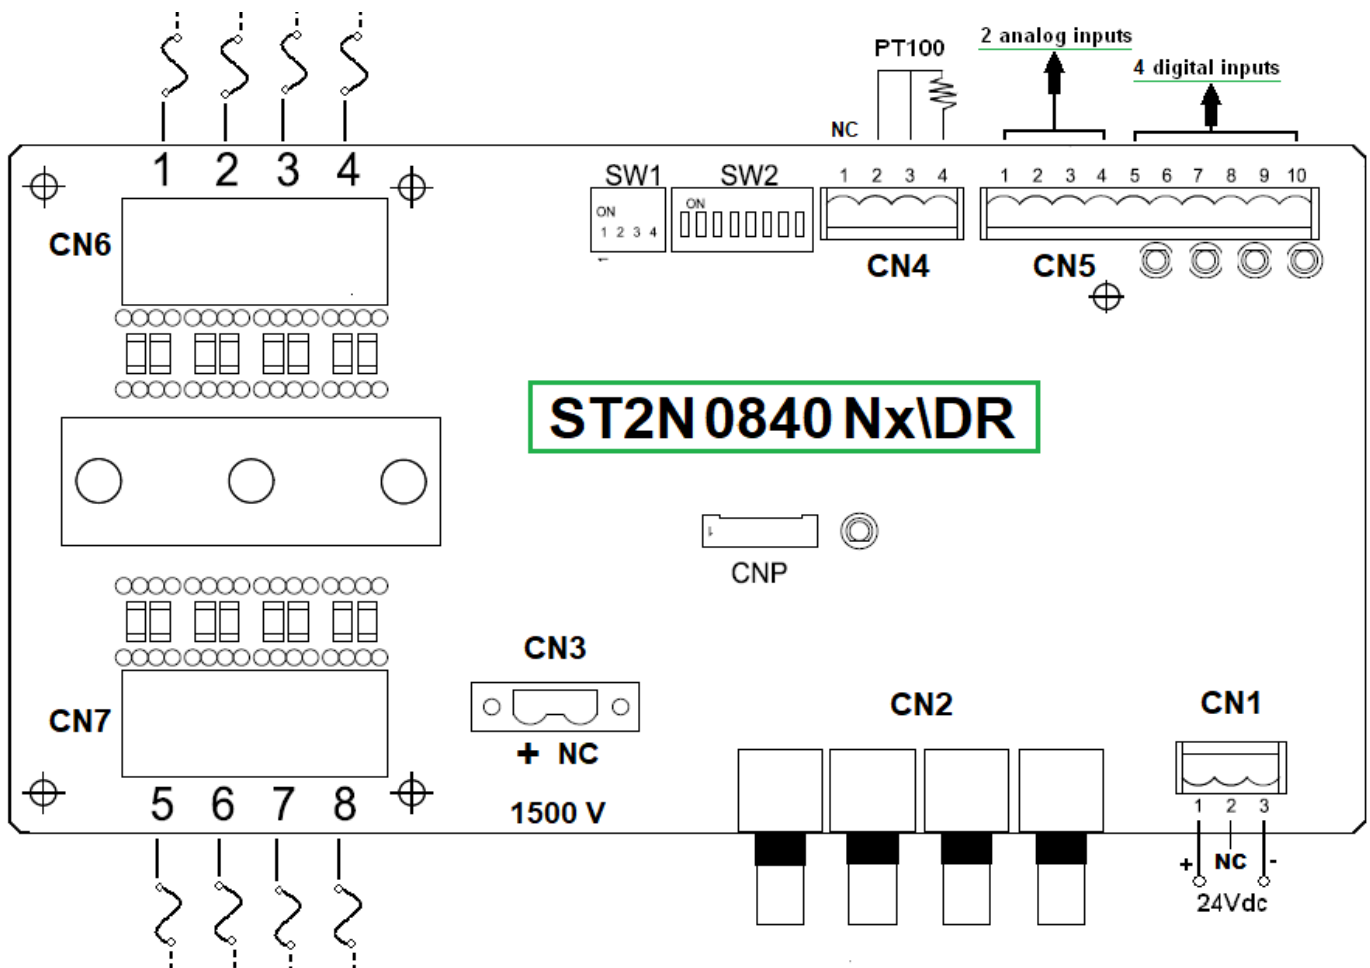 2 analog inputs
PT100
4 digital inputs
NC
1 2 3 4
SW1 SW2
1 2 3 4
1 2 3 4 5 6 7 8 9 10
ON
ON
1 2 3 4
CN6
CN4
CN5
ST2N 0840 Nx\DR
1
CNP
CN3
CN7
CN2
CN1
+ NC
5 6 7 8
1500 V
1 2 3
+ NC -
24Vdc